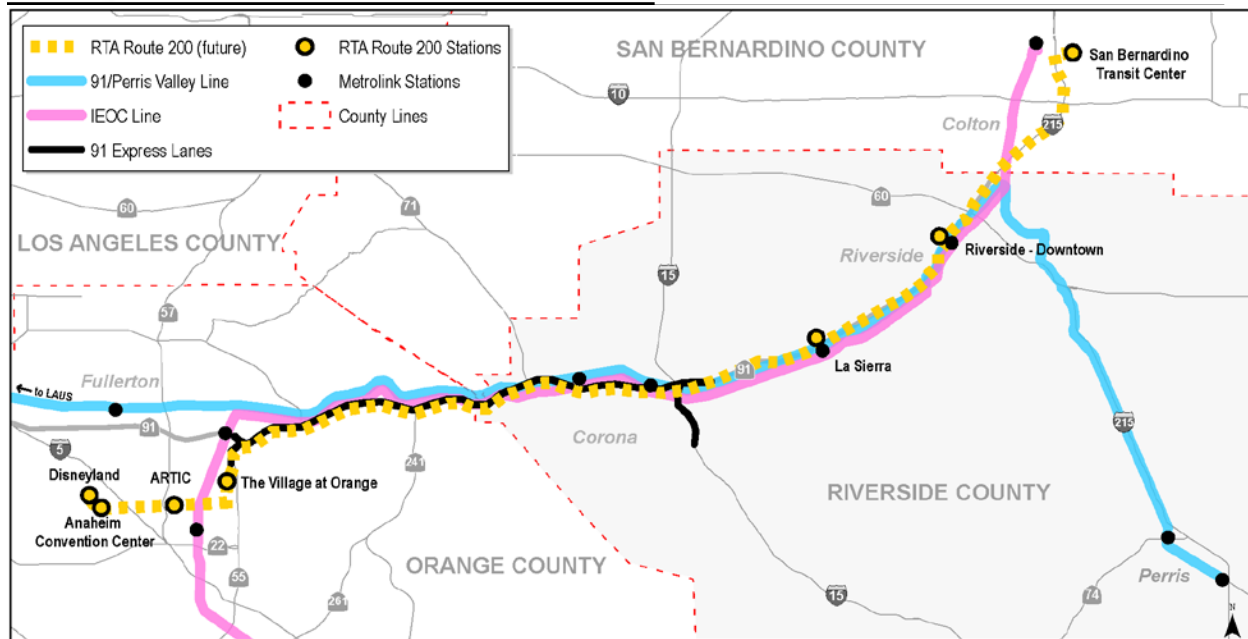 RTA Route 200 (future)
RTA Route 200 Stations
91/Perris Valley Line
Metrolink Stations
IEOC Line
County Lines
91 Express Lanes
SAN BERNARDINO COUNTY
San Bernardino
Transit Center
10
Colton
215
60
71
60
LOS ANGELES COUNTY
Riverside
Riverside - Downtown
15
57
91
La Sierra
← to LAUS
Fullerton
91
5
Corona
241
215
Disneyland
ARTIC
The Village at Orange
Anaheim
Convention Center
RIVERSIDE COUNTY
22
ORANGE COUNTY
55
261
15
74
Perris
N